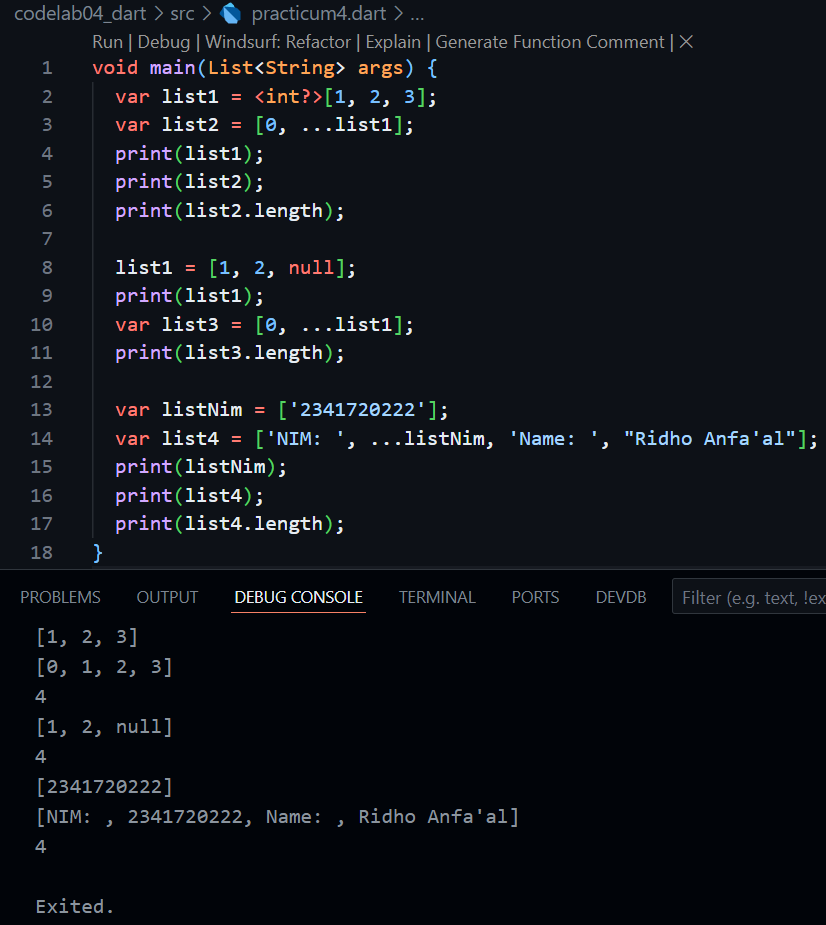 codelab04_dart > src > practicum4.dart > ...
Run | Debug | Windsurf: Refactor | Explain | Generate Function Comment | ×
1 void main(List<String> args) {
2   var list1 = <int?>[1, 2, 3];
3   var list2 = [0, ...list1];
4   print(list1);
5   print(list2);
6   print(list2.length);
7
8   list1 = [1, 2, null];
9   print(list1);
10   var list3 = [0, ...list1];
11   print(list3.length);
12
13   var listNim = ['2341720222'];
14   var list4 = ['NIM: ', ...listNim, 'Name: ', "Ridho Anfa'al"];
15   print(listNim);
16   print(list4);
17   print(list4.length);
18 }
PROBLEMS OUTPUT DEBUG CONSOLE TERMINAL PORTS DEVDB Filter (e.g. text, !ex
[1, 2, 3]
[0, 1, 2, 3]
4
[1, 2, null]
4
[2341720222]
[NIM: , 2341720222, Name: , Ridho Anfa'al]
4
Exited.